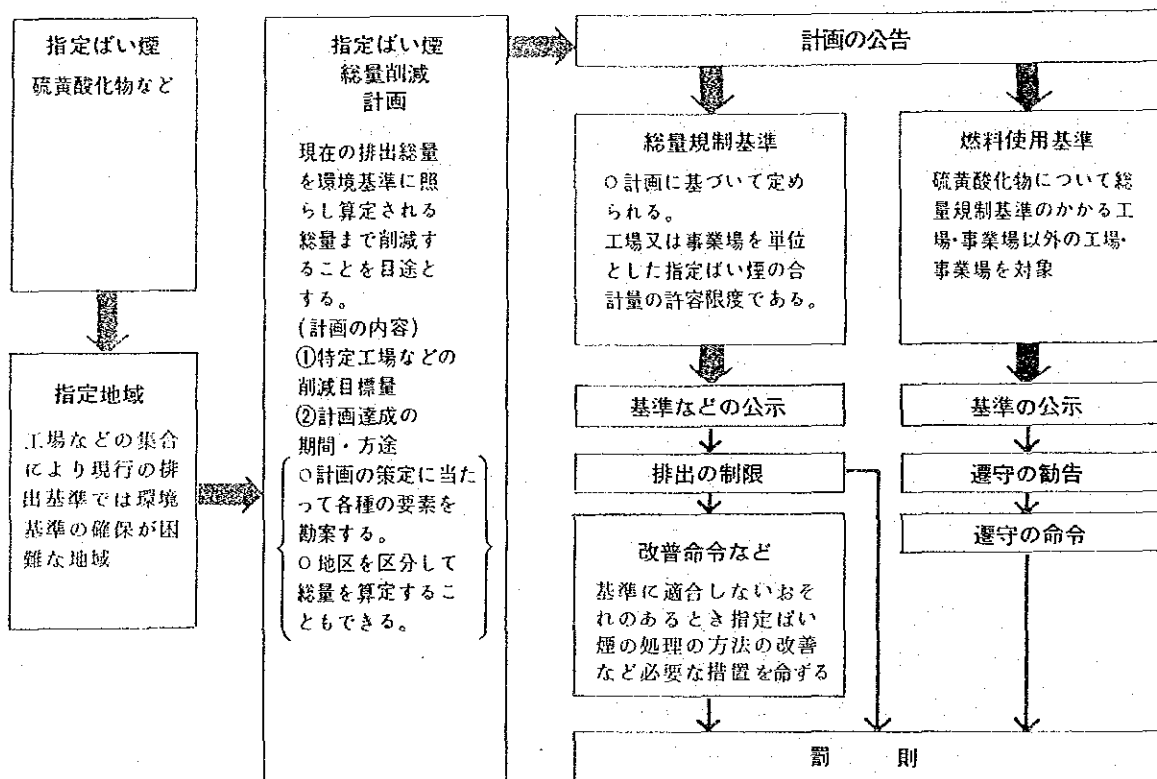 指定ばい煙
硫黄酸化物など
指定地域
工場などの集合
により現行の排
出基準では環境
基準の確保が困
難な地域
指定ばい煙
総量削減
計画
現在の排出総量
を環境基準に照
らし算定される
総量まで削減す
ることを目途と
する。
(計画の内容)
①特定工場などの
削減目標量
②計画達成の
期間・方途
○計画の策定に当た
って各種の要素を
勘案する。
○地区を区分して
総量を算定するこ
ともできる。
計画の公告
総量規制基準
○計画に基づいて定め
られる。
工場又は事業場を単位
とした指定ばい煙の合
計量の許容限度である。
基準などの公示
排出の制限
改善命令など
基準に適合しないおそ
れのあるとき指定ばい
煙の処理の方法の改善
など必要な措置を命ずる
燃料使用基準
硫黄酸化物について総
量規制基準のかかる工
場・事業場以外の工場・
事業場を対象
基準の公示
遵守の勧告
遵守の命令
罰則